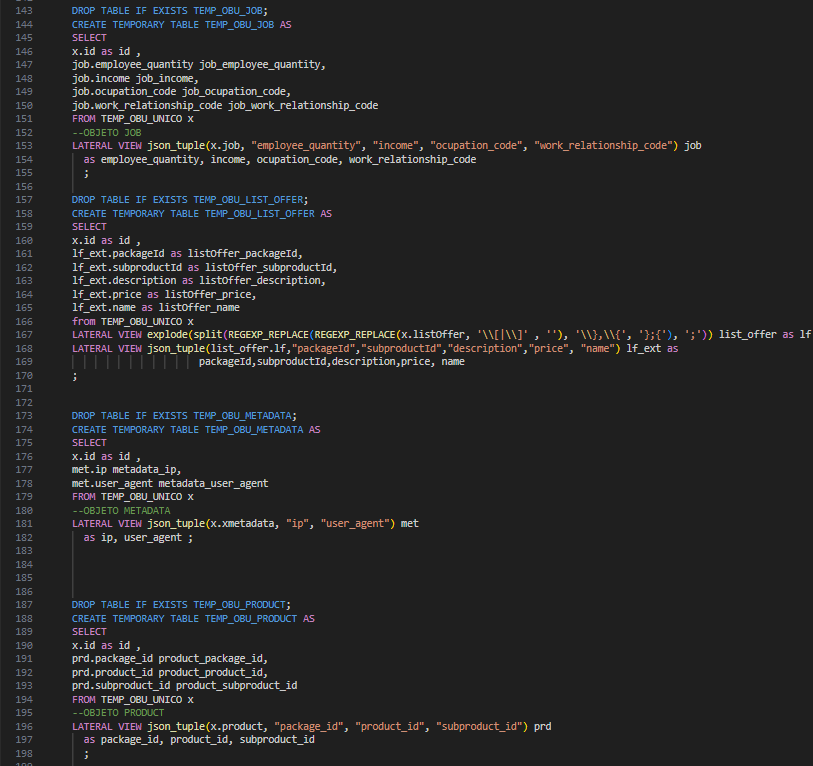 143 DROP TABLE IF EXISTS TEMP_OBU_JOB;
144 CREATE TEMPORARY TABLE TEMP_OBU_JOB AS
145 SELECT
146 x.id as id ,
147 job.employee_quantity job_employee_quantity,
148 job.income job_income,
149 job.ocupation_code job_ocupation_code,
150 job.work_relationship_code job_work_relationship_code
151 FROM TEMP_OBU_UNICO x
152 --OBJETO JOB
153 LATERAL VIEW json_tuple(x.job, "employee_quantity", "income", "ocupation_code", "work_relationship_code") job
154 as employee_quantity, income, ocupation_code, work_relationship_code
155 ;
156
157 DROP TABLE IF EXISTS TEMP_OBU_LIST_OFFER;
158 CREATE TEMPORARY TABLE TEMP_OBU_LIST_OFFER AS
159 SELECT
160 x.id as id ,
161 lf_ext.packageId as listOffer_packageId,
162 lf_ext.subproductId as listOffer_subproductId,
163 lf_ext.description as listOffer_description,
164 lf_ext.price as listOffer_price,
165 lf_ext.name as listOffer_name
166 from TEMP_OBU_UNICO x
167 LATERAL VIEW explode(split(REGEXP_REPLACE(REGEXP_REPLACE(x.listOffer, '\\[|\\]' , ''), '\\},\\{', '};{'), ';')) list_offer as lf
168 LATERAL VIEW json_tuple(list_offer.lf,"packageId","subproductId","description","price", "name") lf_ext as
169 packageId,subproductId,description,price, name
170 ;
171
172
173 DROP TABLE IF EXISTS TEMP_OBU_METADATA;
174 CREATE TEMPORARY TABLE TEMP_OBU_METADATA AS
175 SELECT
176 x.id as id ,
177 met.ip metadata_ip,
178 met.user_agent metadata_user_agent
179 FROM TEMP_OBU_UNICO x
180 --OBJETO METADATA
181 LATERAL VIEW json_tuple(x.xmetadata, "ip", "user_agent") met
182 as ip, user_agent ;
183
184
185
186
187 DROP TABLE IF EXISTS TEMP_OBU_PRODUCT;
188 CREATE TEMPORARY TABLE TEMP_OBU_PRODUCT AS
189 SELECT
190 x.id as id ,
191 prd.package_id product_package_id,
192 prd.product_id product_product_id,
193 prd.subproduct_id product_subproduct_id
194 FROM TEMP_OBU_UNICO x
195 --OBJETO PRODUCT
196 LATERAL VIEW json_tuple(x.product, "package_id", "product_id", "subproduct_id") prd
197 as package_id, product_id, subproduct_id
198 ;